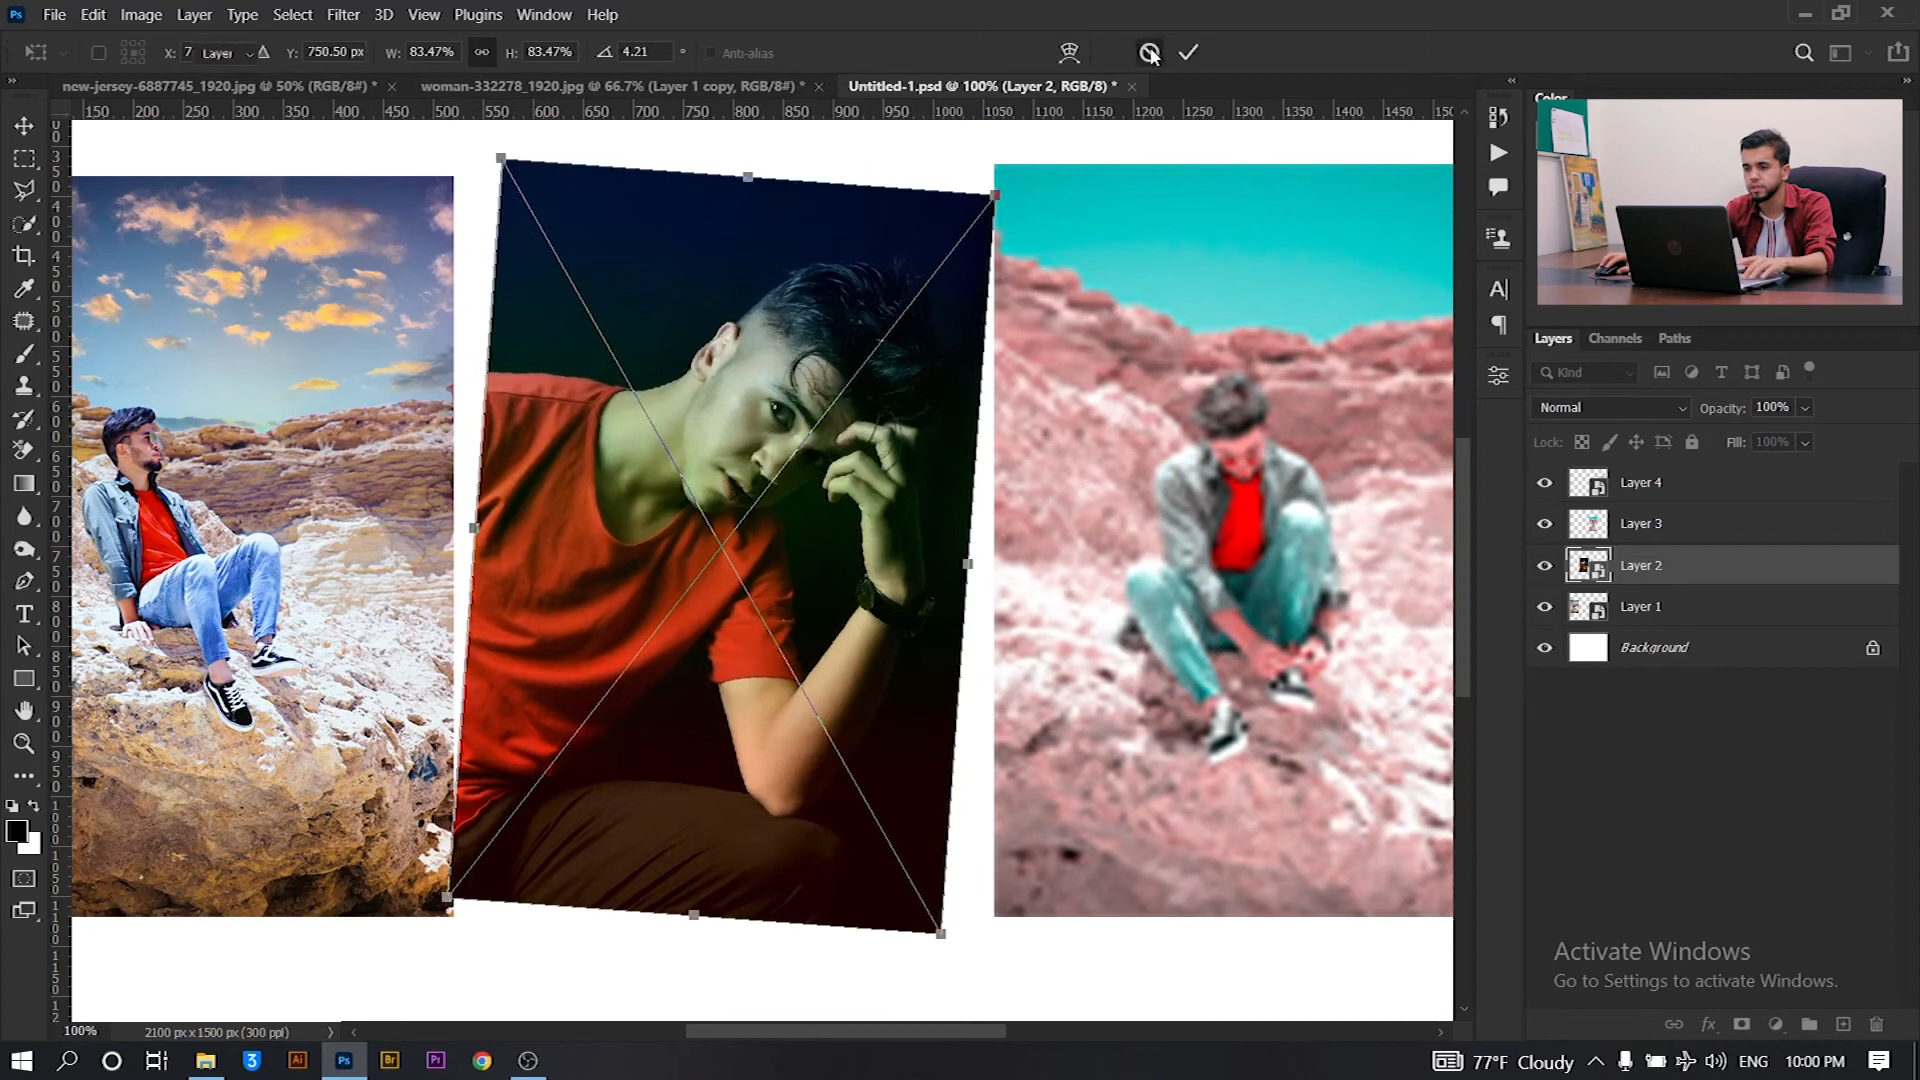 Ps File Edit Image Layer Type Select Filter 3D View Plugins Window Help
X: 7 Layer Y: 750.50 px W: 83.47% H: 83.47% 4.21 ° Anti-alias
new-jersey-6887745_1920.jpg @ 50% (RGB/8#) * woman-332278_1920.jpg @ 66.7% (Layer 1 copy, RGB/8#) * Untitled-1.psd @ 100% (Layer 2, RGB/8) *
150 200 250 300 350 400 450 500 550 600 650 700 750 800 850 900 950 1000 1050 1100 1150 1200 1250 1300 1350 1400 1450
Color
Layers Channels Paths
Kind
Normal Opacity: 100%
Lock: Fill: 100%
Layer 4
Layer 3
Layer 2
Layer 1
Background
Activate Windows
Go to Settings to activate Windows.
100% 2100 px x 1500 px (300 ppi)
Ai Ps Br Pr 77°F Cloudy ENG 10:00 PM